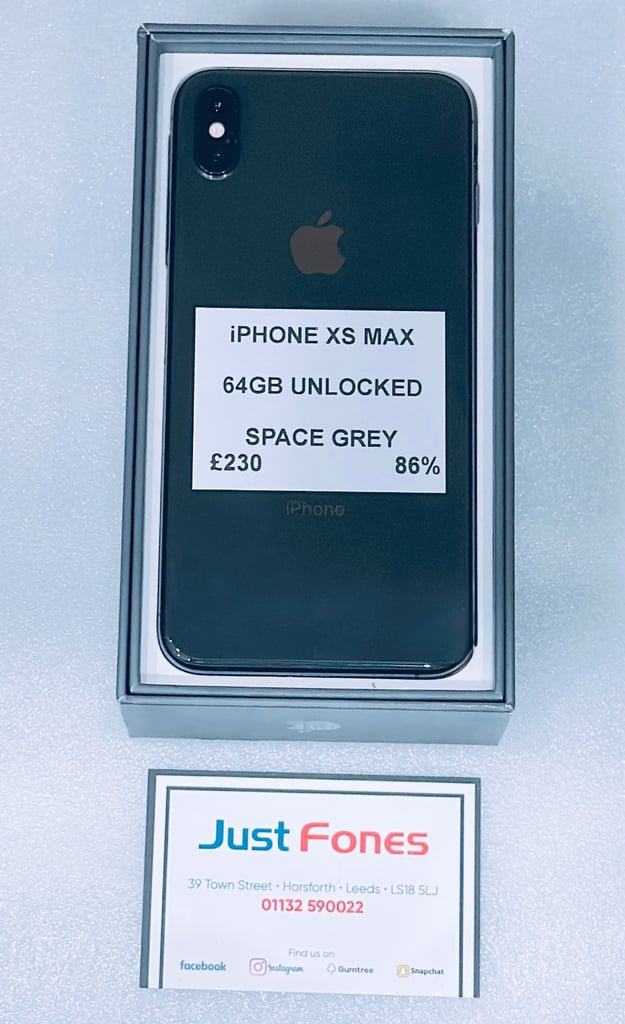 iPHONE XS MAX
64GB UNLOCKED
SPACE GREY
£230 86%
iPhone
Just Fones
39 Town Street • Horsforth • Leeds • LS18 5LJ
01132 590022
Find us on
facebook Instagram Gumtree Snapchat